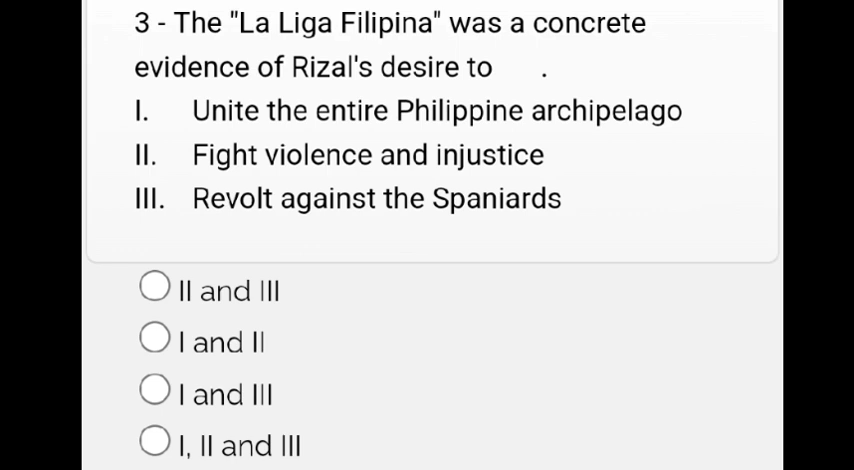 3 - The "La Liga Filipina" was a concrete
evidence of Rizal's desire to .
I. Unite the entire Philippine archipelago
II. Fight violence and injustice
III. Revolt against the Spaniards
II and III
I and II
I and III
I, II and III